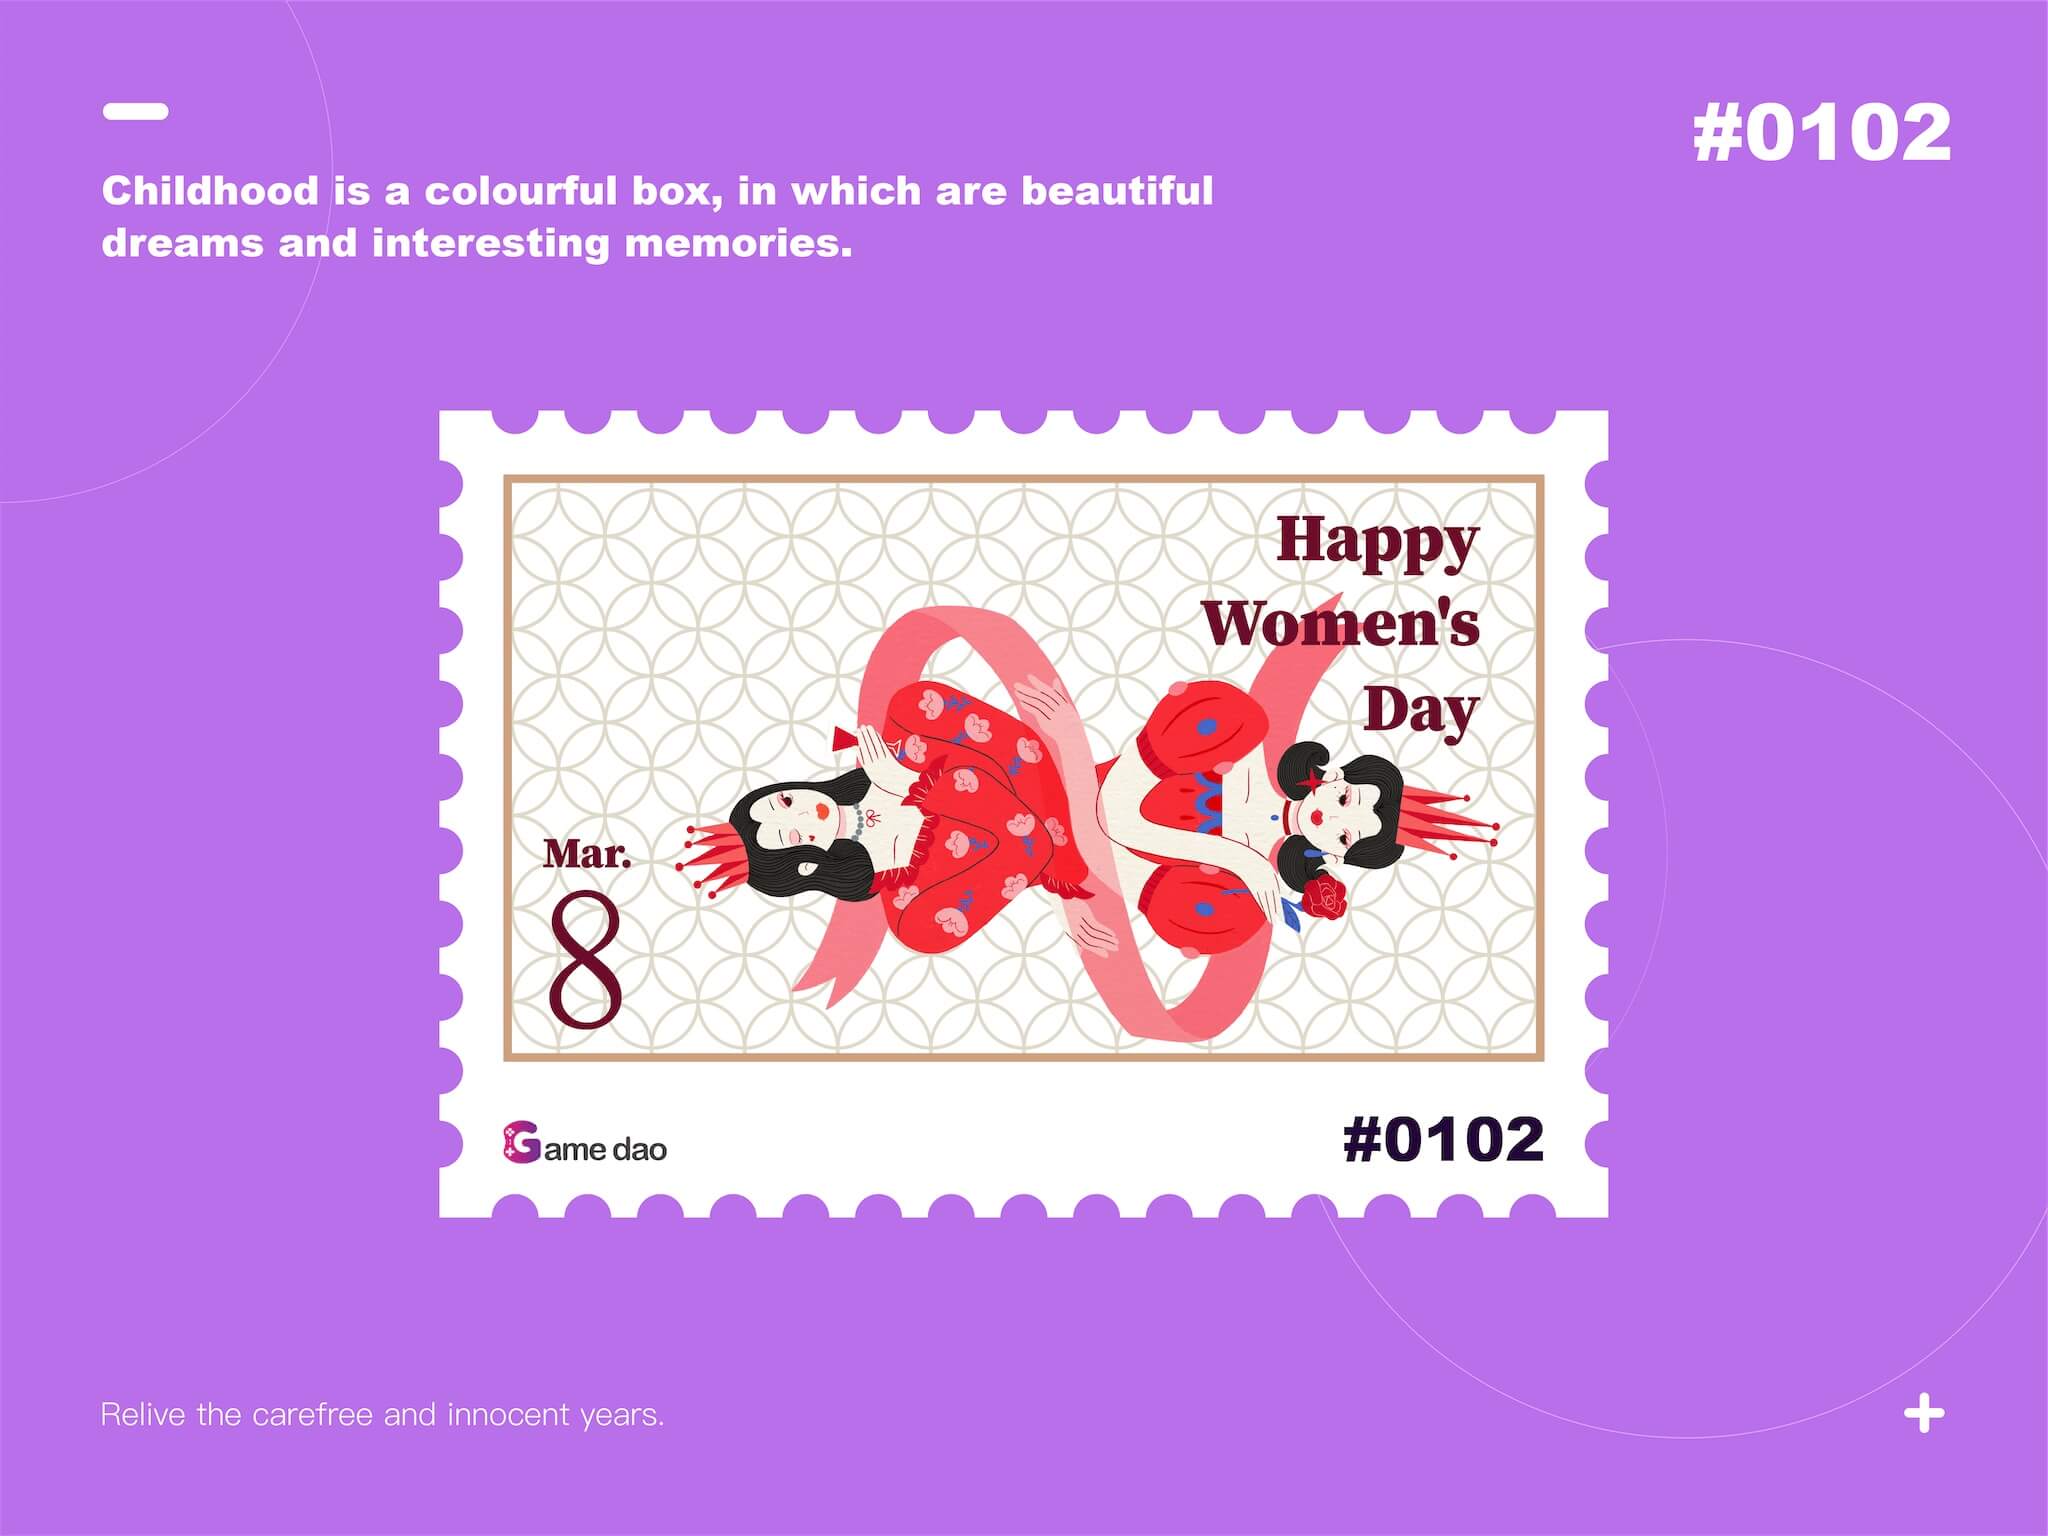 #0102
Childhood is a colourful box, in which are beautiful
dreams and interesting memories.
Happy
Women's
Day
Mar.
8
Game dao
#0102
Relive the carefree and innocent years.